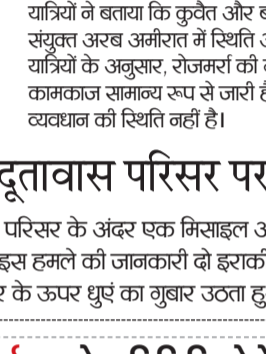 यात्रियों ने बताया कि कुवैत और
संयुक्त अरब अमीरात में स्थिति
यात्रियों के अनुसार, रोजमर्रा की
कामकाज सामान्य रूप से जारी
व्यवधान की स्थिति नहीं है।
दूतावास परिसर पर
परिसर के अंदर एक मिसाइल
इस हमले की जानकारी दो इराकी
के ऊपर धुएं का गुबार उठता